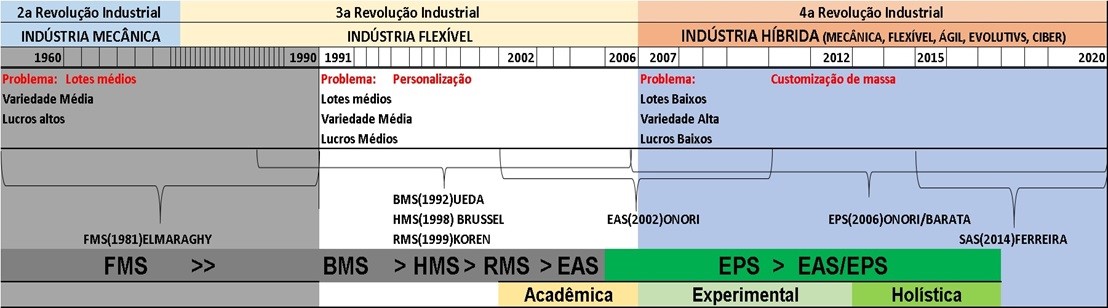 2a Revolução Industrial 3a Revolução Industrial 4a Revolução Industrial
INDÚSTRIA MECÂNICA INDÚSTRIA FLEXÍVEL INDÚSTRIA HÍBRIDA (MECÂNICA, FLEXÍVEL, ÁGIL, EVOLUTIVS, CIBER)
1960 1990 1991 2002 2006 2007 2012 2015 2020
Problema: Lotes médios Problema: Personalização Problema: Customização de massa
Variedade Média Lotes médios Lotes Baixos
Lucros altos Variedade Média Variedade Alta
Lucros Médios Lucros Baixos
BMS(1992)UEDA
HMS(1998) BRUSSEL EAS(2002)ONORI EPS(2006)ONORI/BARATA
FMS(1981)ELMARAGHY RMS(1999)KOREN SAS(2014)FERREIRA
FMS >> BMS > HMS > RMS > EAS EPS > EAS/EPS
Acadêmica Experimental Holística